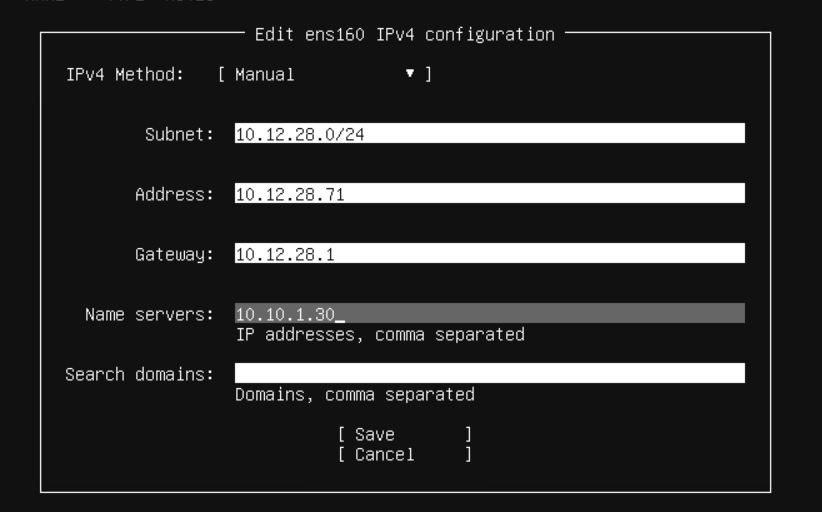 Edit ens160 IPv4 configuration
IPv4 Method: [ Manual ▾ ]
Subnet: 10.12.28.0/24
Address: 10.12.28.71
Gateway: 10.12.28.1
Name servers: 10.10.1.30_
IP addresses, comma separated
Search domains:
Domains, comma separated
[ Save ]
[ Cancel ]